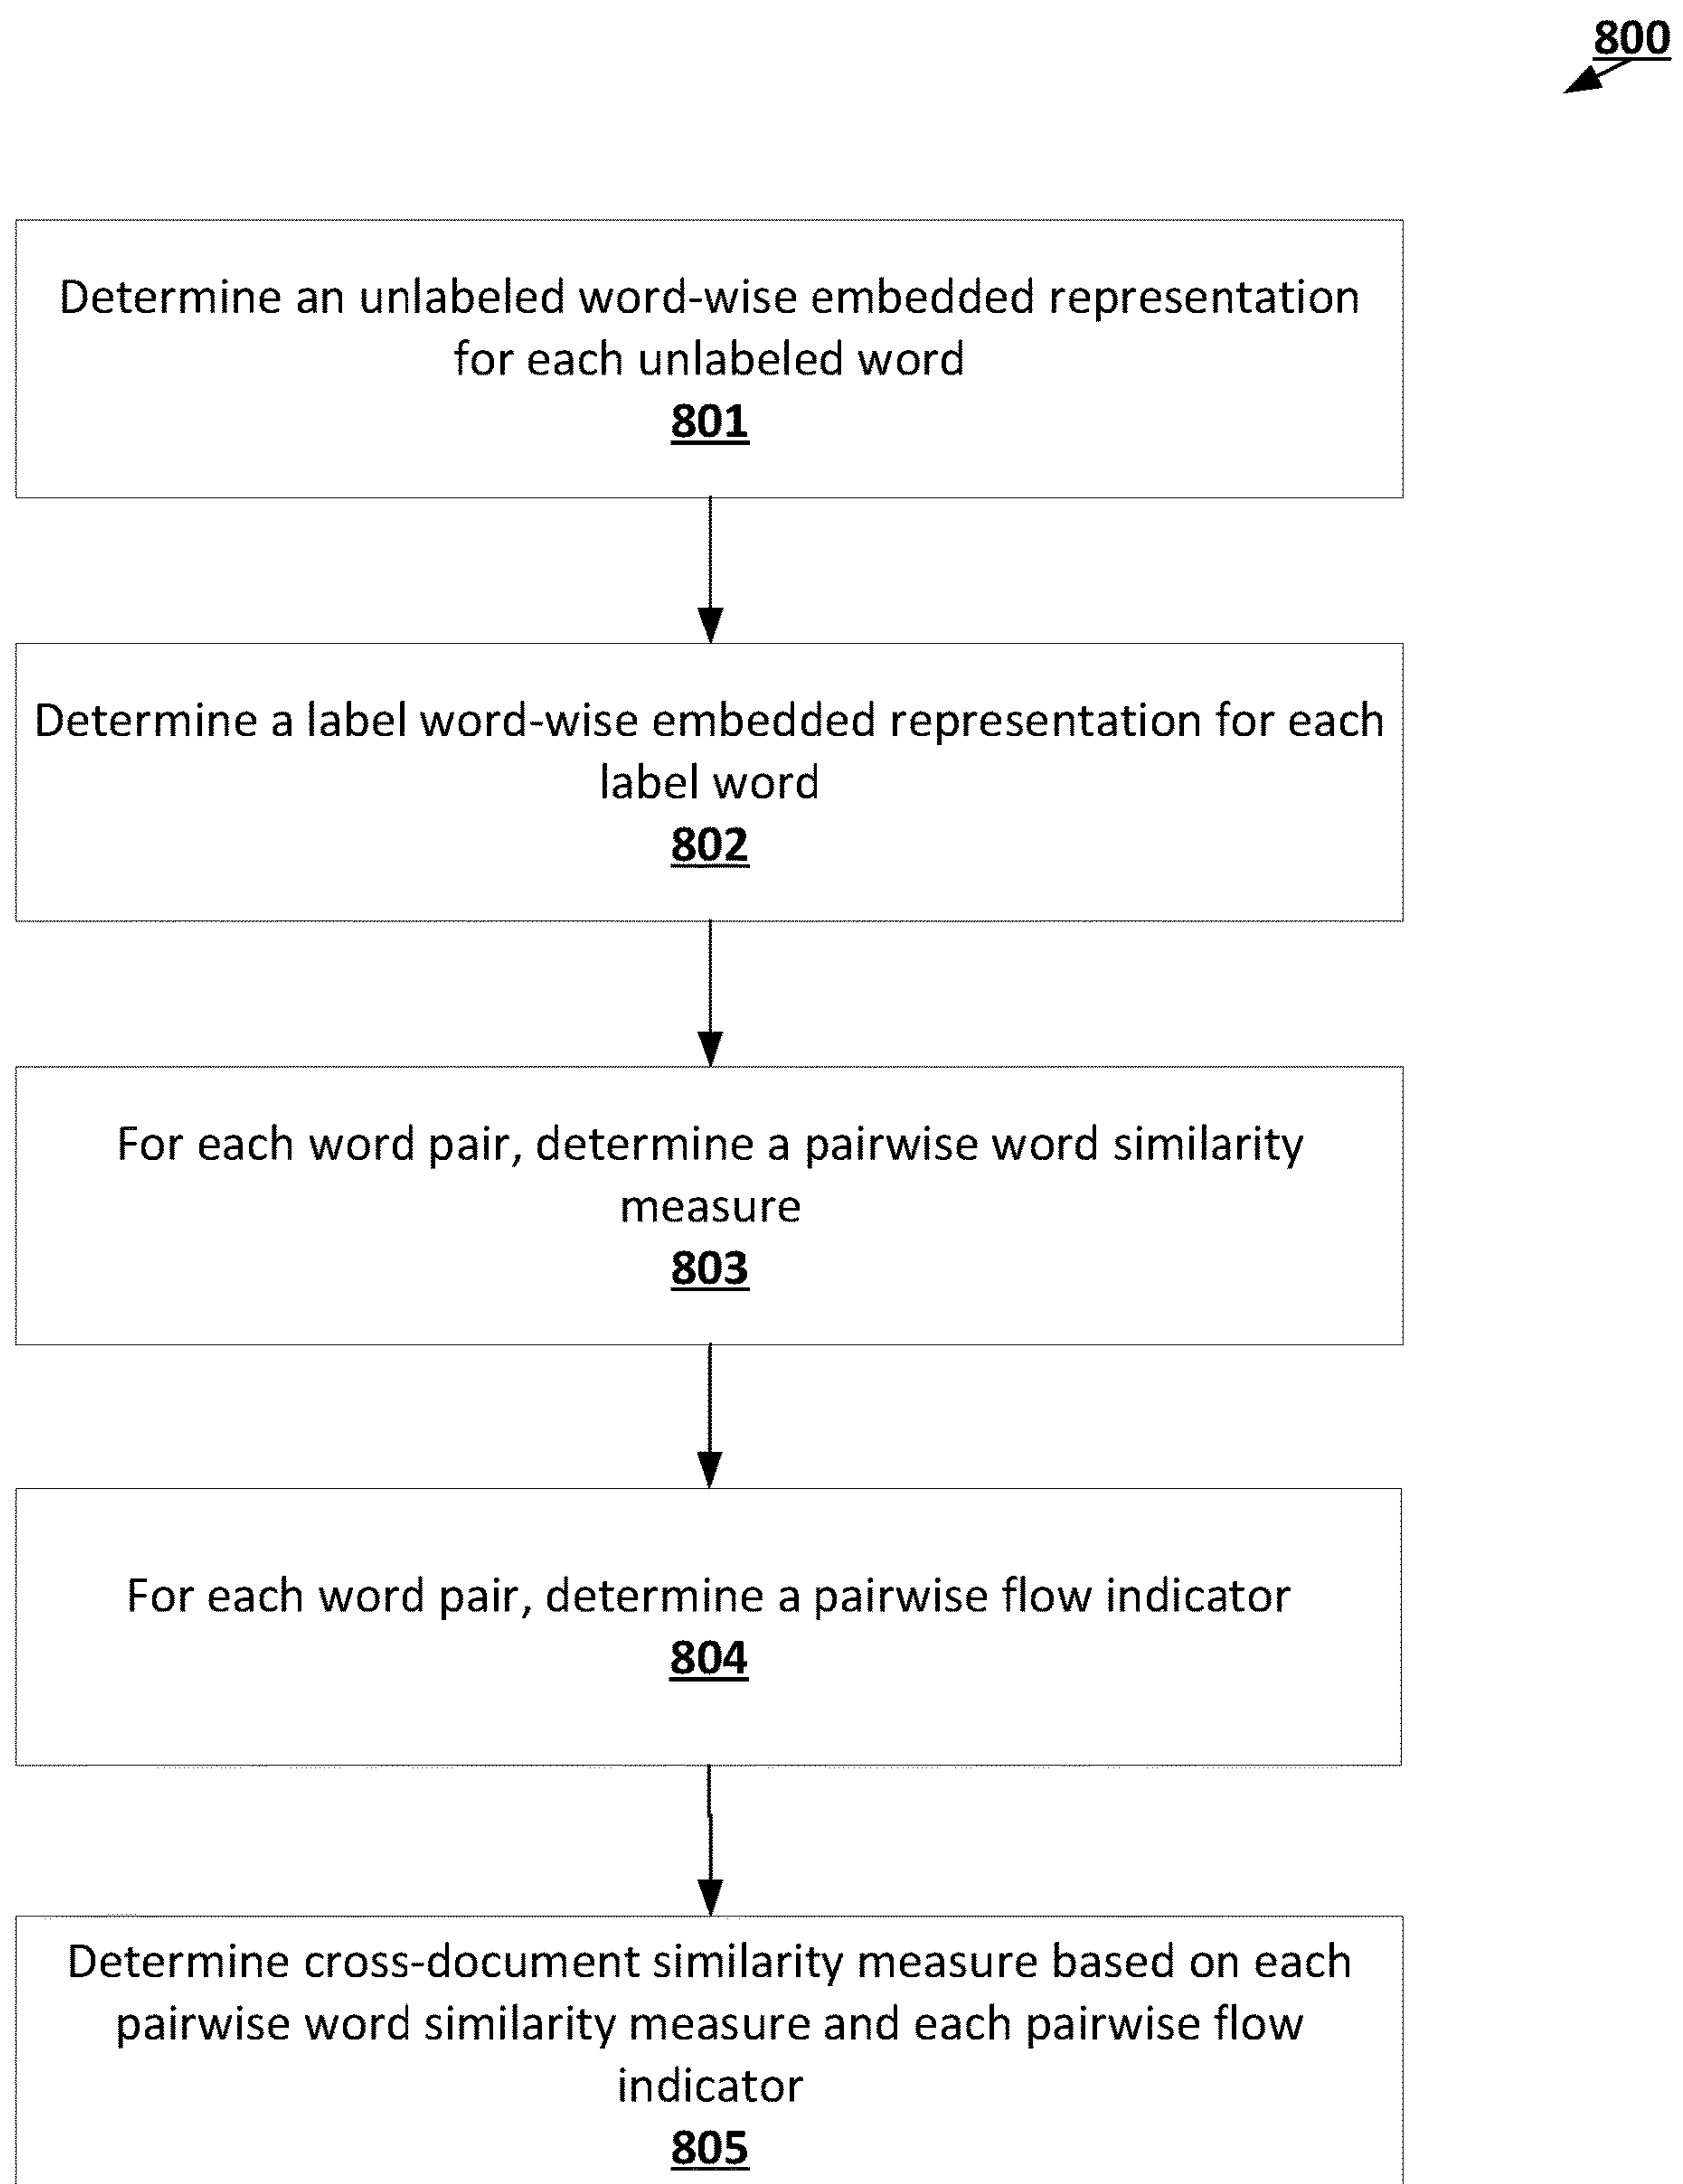 800
Determine an unlabeled word-wise embedded representation
for each unlabeled word
801
Determine a label word-wise embedded representation for each
label word
802
For each word pair, determine a pairwise word similarity
measure
803
For each word pair, determine a pairwise flow indicator
804
Determine cross-document similarity measure based on each
pairwise word similarity measure and each pairwise flow
indicator
805